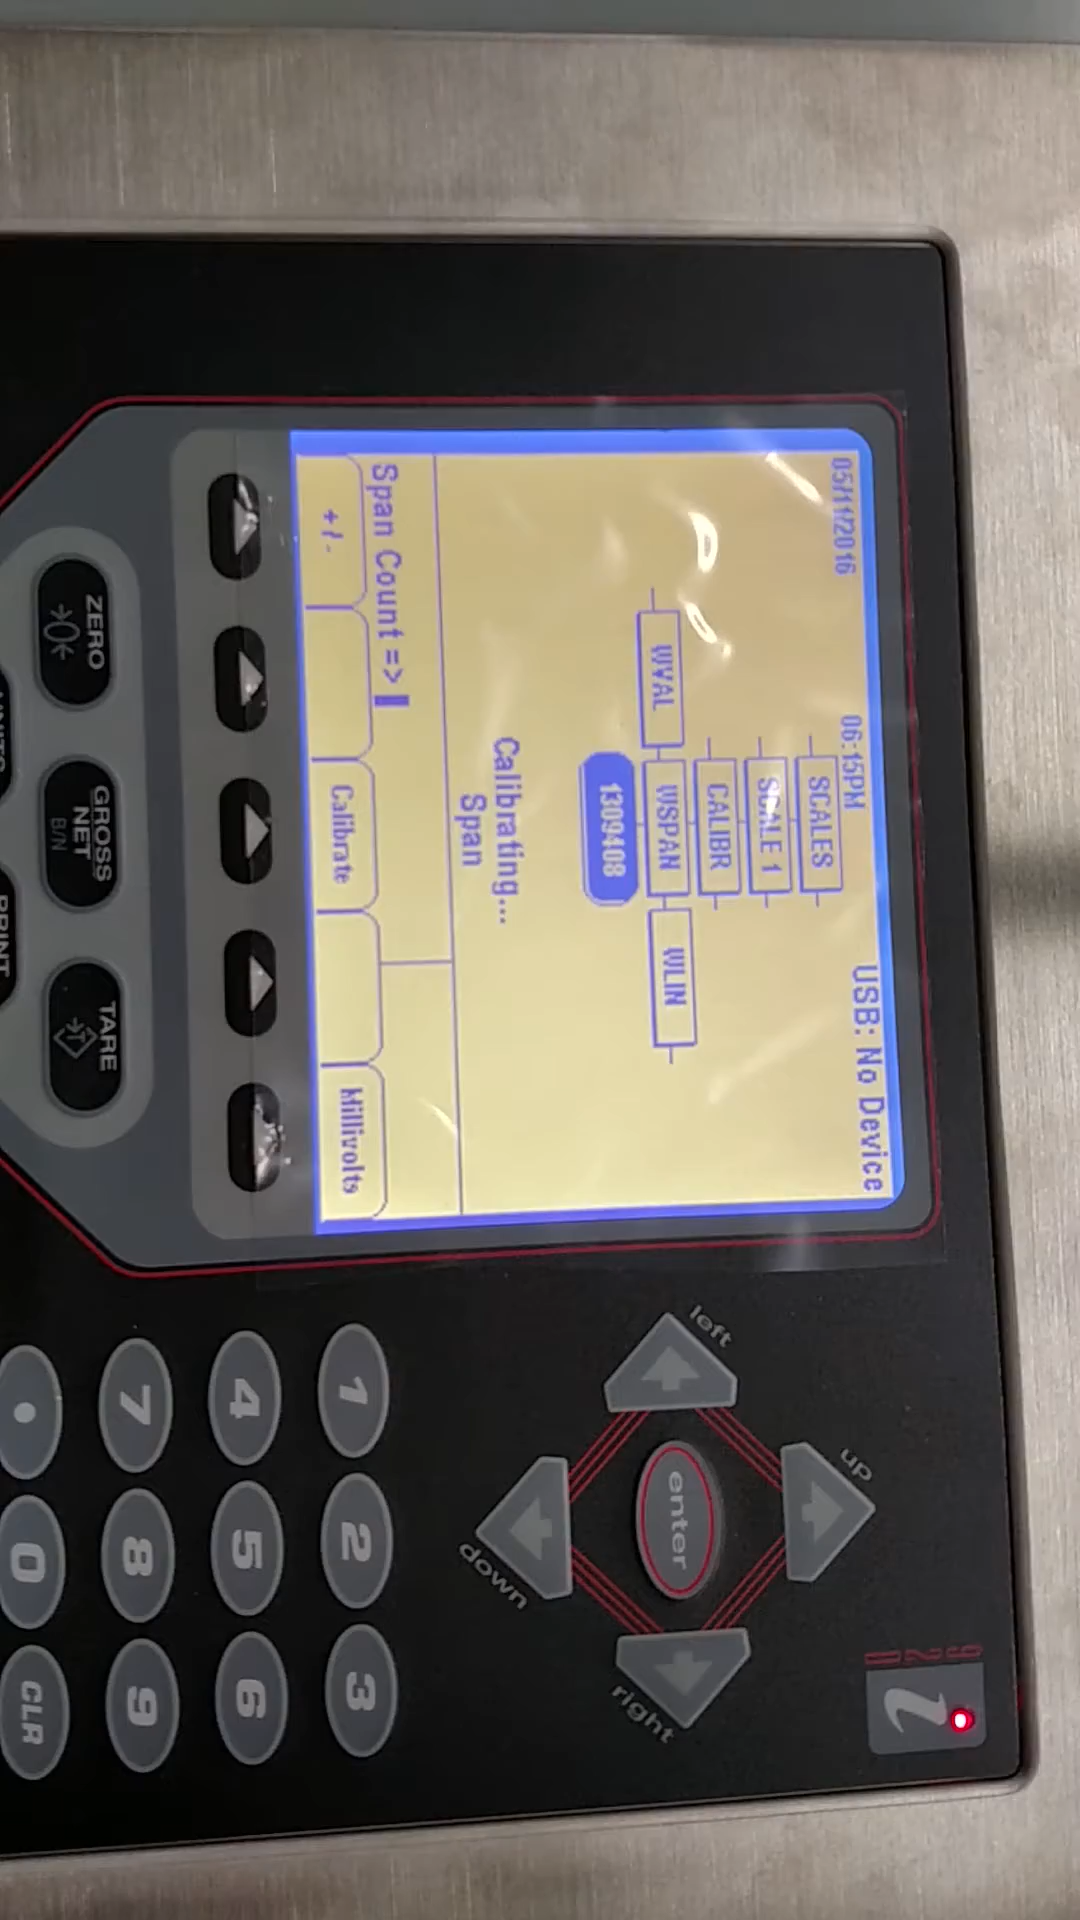 05/11/2016 06:15PM USB: No Device
SCALES
SCALE 1
CALIBR
WVAL WSPAN WLIN
1309408
Calibrating...
Span
Span Count =>
+/- Calibrate Millivolts
ZERO
GROSS
NET
B/N
TARE
UNITS
PRINT
up
left
enter
right
down
920 i
1 2 3
4 5 6
7 8 9
. 0 CLR